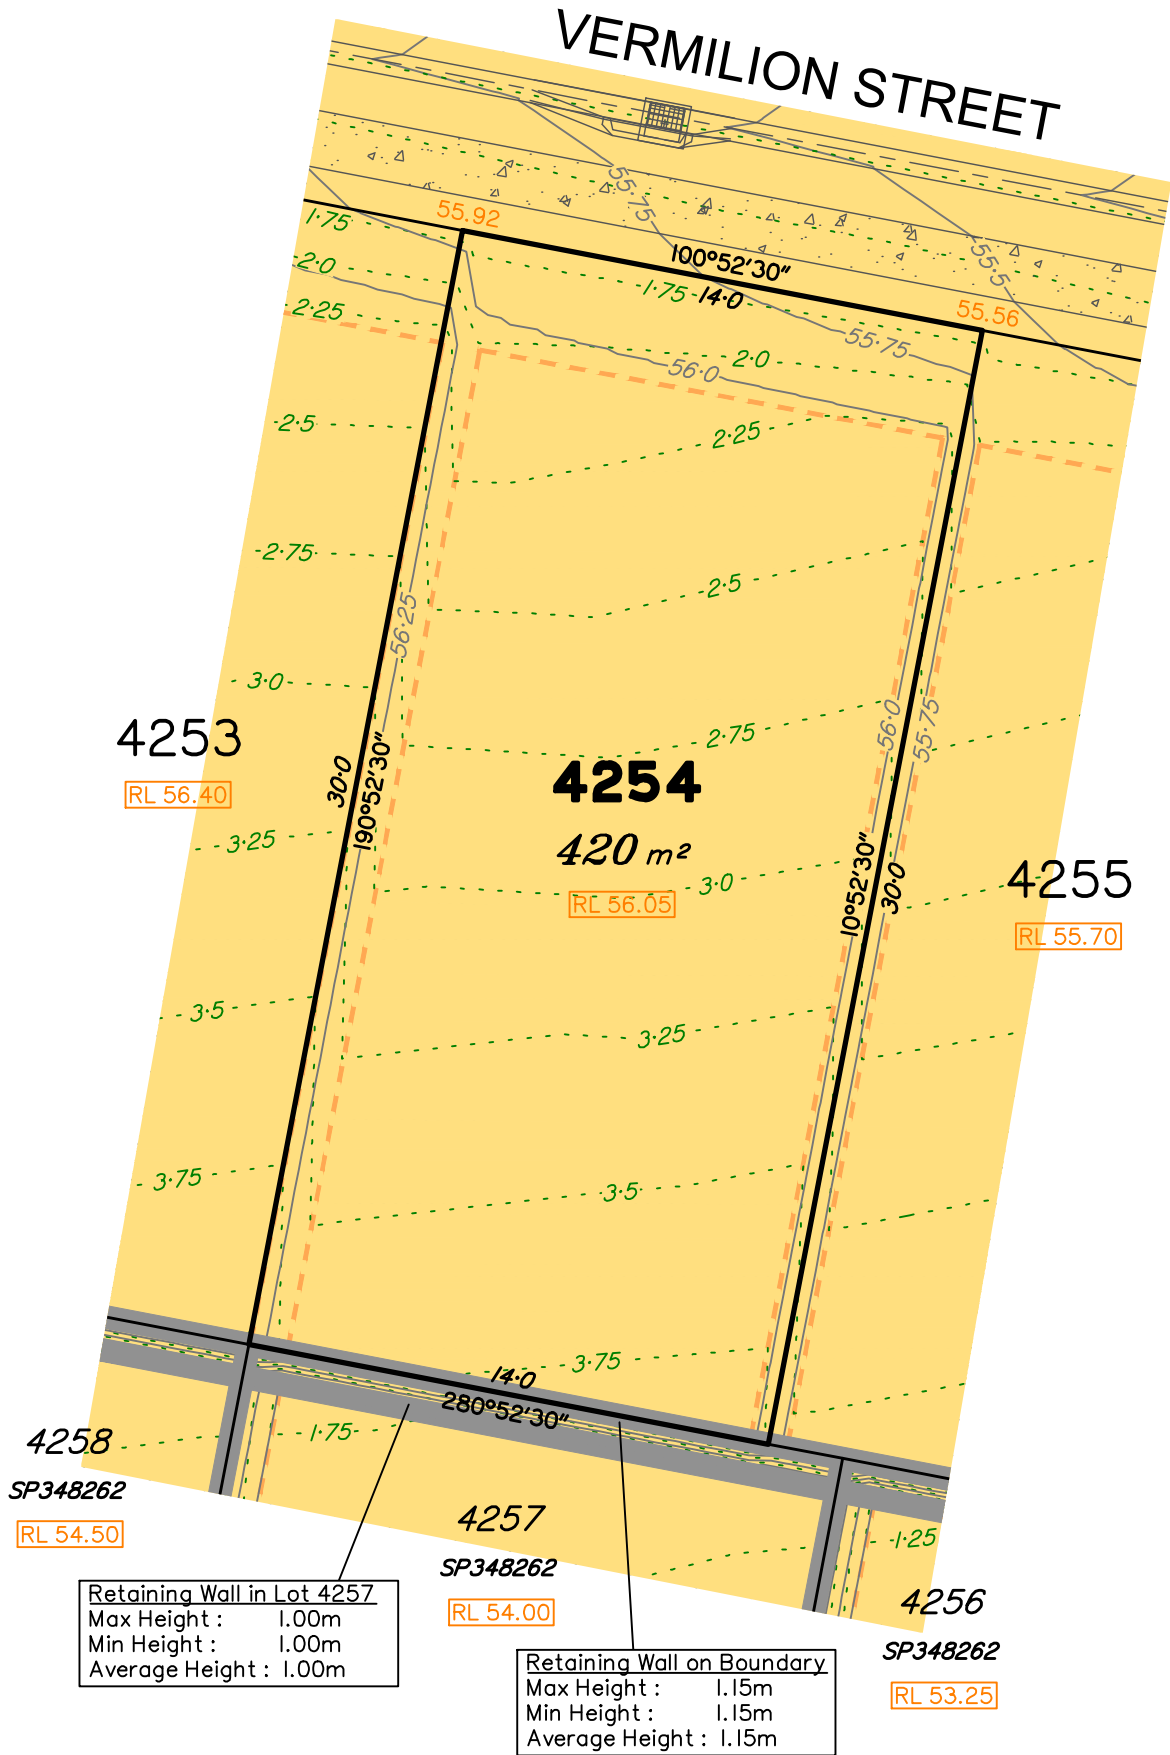 VERMILION STREET
55.92
55.75
55.5
100°52'30"
14·0
55.56
1·75
2·0
2·25
1·75
2·0
55·75
56·0
2·5
2·25
2·75
2·5
56·25
3·0
2·75
56·0
55·75
4253
RL 56.40
30·0
190°52'30"
4254
420 m²
RL 56.05
10°52'30"
30·0
4255
RL 55.70
3·25
3·0
3·5
3·25
3·75
3·5
3·75
14·0
280°52'30"
1·75
4258
SP348262
RL 54.50
4257
SP348262
RL 54.00
1·25
4256
SP348262
RL 53.25
Retaining Wall in Lot 4257
Max Height : 1.00m
Min Height : 1.00m
Average Height : 1.00m
Retaining Wall on Boundary
Max Height : 1.15m
Min Height : 1.15m
Average Height : 1.15m